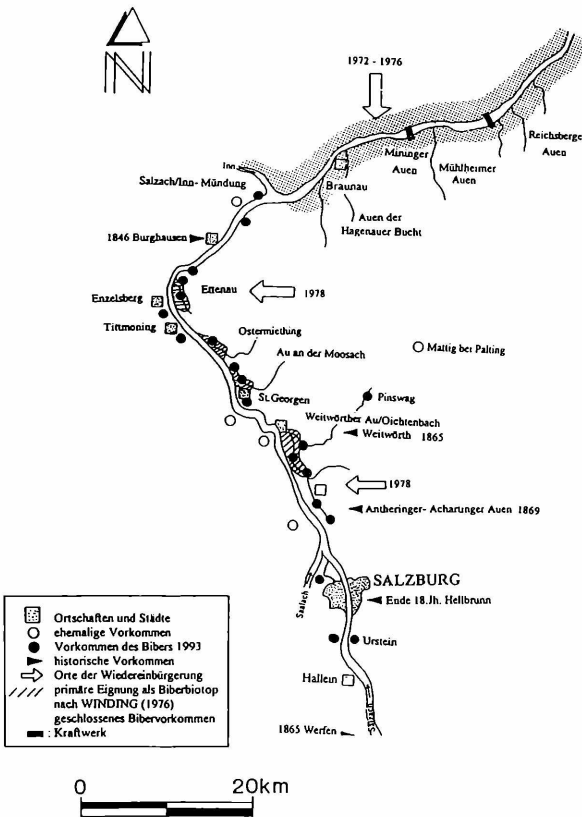 N
1972 - 1976
Reichsberger
Auen
Mininger
Auen
Mühlheimer
Auen
Inn
Salzach/Inn- Mündung
Braunau
Auen der
Hagenauer Bucht
1846 Burghausen
Ettenau
1978
Enzelsberg
Tittmoning
Ostermiething
Mattig bei Palting
Au an der Moosach
St.Georgen
Pinswag
Weitwörther Au/Oichtenbach
Weitwörth 1865
1978
Antheringer- Achartinger Auen 1869
SALZBURG
Saalach
Ende 18.Jh. Hellbrunn
Urstein
Hallein
1865 Werfen
Ortschaften und Städte
ehemalige Vorkommen
Vorkommen des Bibers 1993
historische Vorkommen
Orte der Wiedereinbürgerung
primäre Eignung als Biberbiotop
nach WINDING (1976)
geschlossenes Bibervorkommen
: Kraftwerk
0 20km